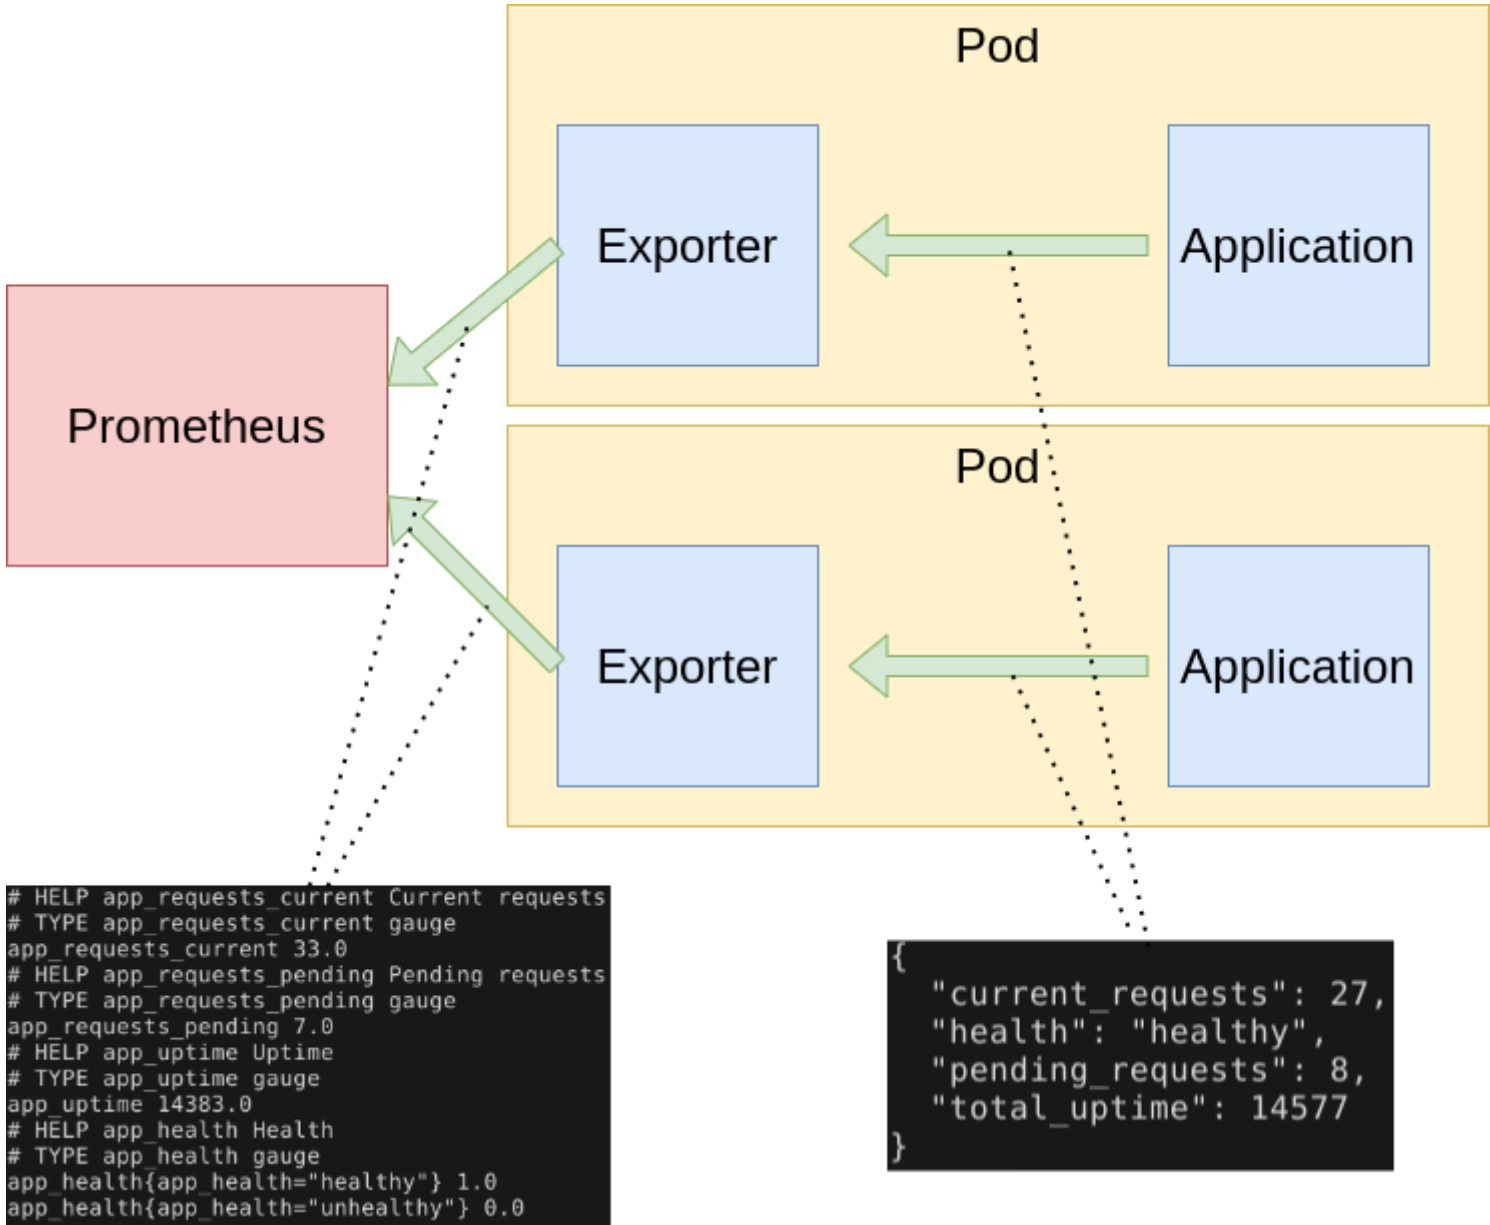 Pod
Exporter
Application
Prometheus
Pod
Exporter
Application
# HELP app_requests_current Current requests
# TYPE app_requests_current gauge
app_requests_current 33.0
# HELP app_requests_pending Pending requests
# TYPE app_requests_pending gauge
app_requests_pending 7.0
# HELP app_uptime Uptime
# TYPE app_uptime gauge
app_uptime 14383.0
# HELP app_health Health
# TYPE app_health gauge
app_health{app_health="healthy"} 1.0
app_health{app_health="unhealthy"} 0.0
{
  "current_requests": 27,
  "health": "healthy",
  "pending_requests": 8,
  "total_uptime": 14577
}